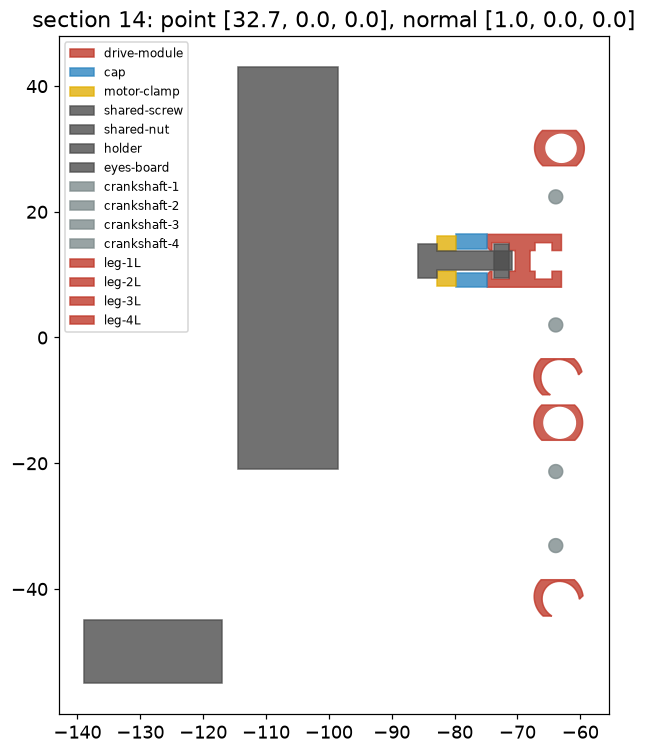 section 14: point [32.7, 0.0, 0.0], normal [1.0, 0.0, 0.0]
drive-module
cap
motor-clamp
shared-screw
shared-nut
holder
eyes-board
crankshaft-1
crankshaft-2
crankshaft-3
crankshaft-4
leg-1L
leg-2L
leg-3L
leg-4L
40
20
0
−20
−40
−140 −130 −120 −110 −100 −90 −80 −70 −60